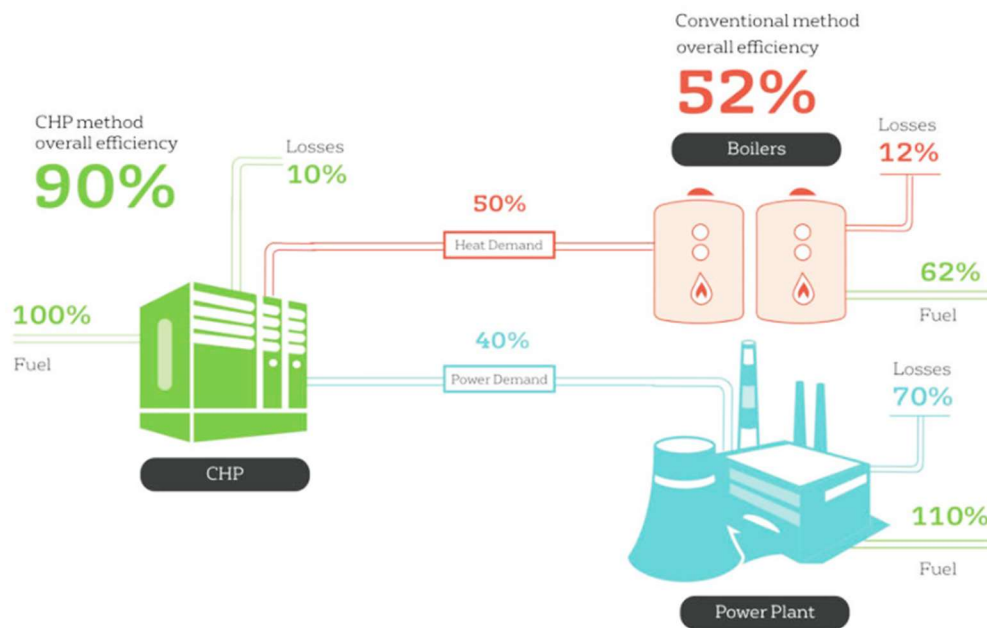 Conventional method
overall efficiency
52%
Boilers
CHP method
overall efficiency
90%
Losses
10%
Losses
12%
50%
Heat Demand
62%
Fuel
100%
Fuel
40%
Power Demand
Losses
70%
CHP
110%
Fuel
Power Plant